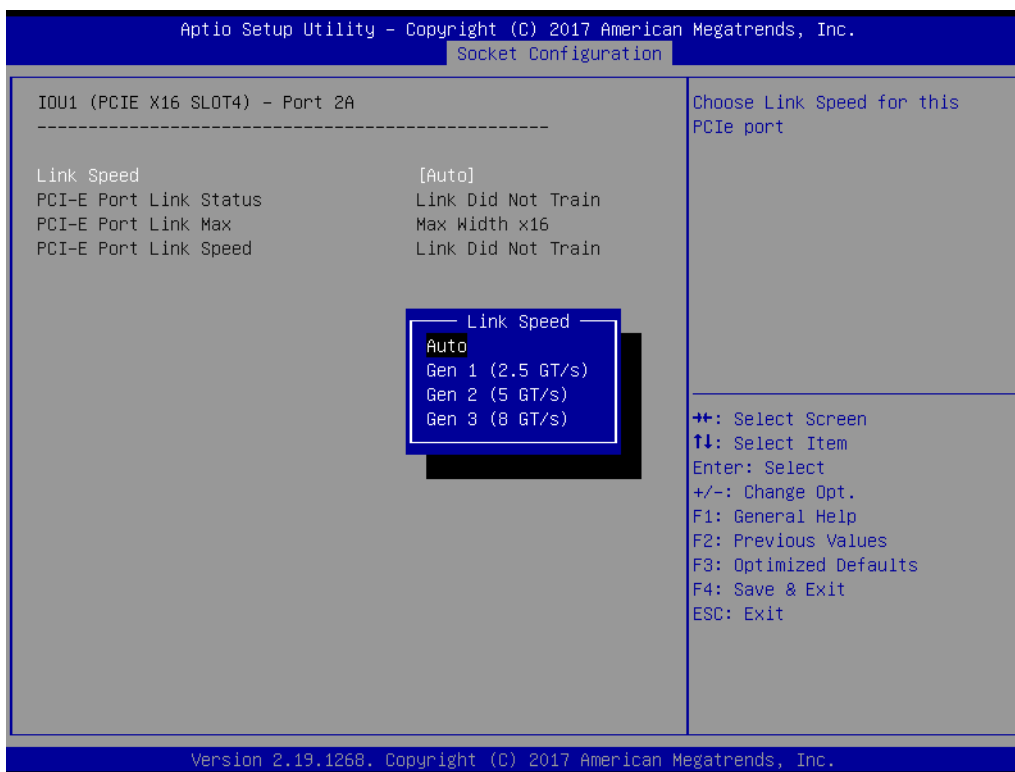 Aptio Setup Utility – Copyright (C) 2017 American Megatrends, Inc.
Socket Configuration
IOU1 (PCIE X16 SLOT4) – Port 2A
--------------------------------------------------
Link Speed [Auto]
PCI-E Port Link Status Link Did Not Train
PCI-E Port Link Max Max Width x16
PCI-E Port Link Speed Link Did Not Train
Link Speed
Auto
Gen 1 (2.5 GT/s)
Gen 2 (5 GT/s)
Gen 3 (8 GT/s)
Choose Link Speed for this
PCIe port
→←: Select Screen
↑↓: Select Item
Enter: Select
+/-: Change Opt.
F1: General Help
F2: Previous Values
F3: Optimized Defaults
F4: Save & Exit
ESC: Exit
Version 2.19.1268. Copyright (C) 2017 American Megatrends, Inc.